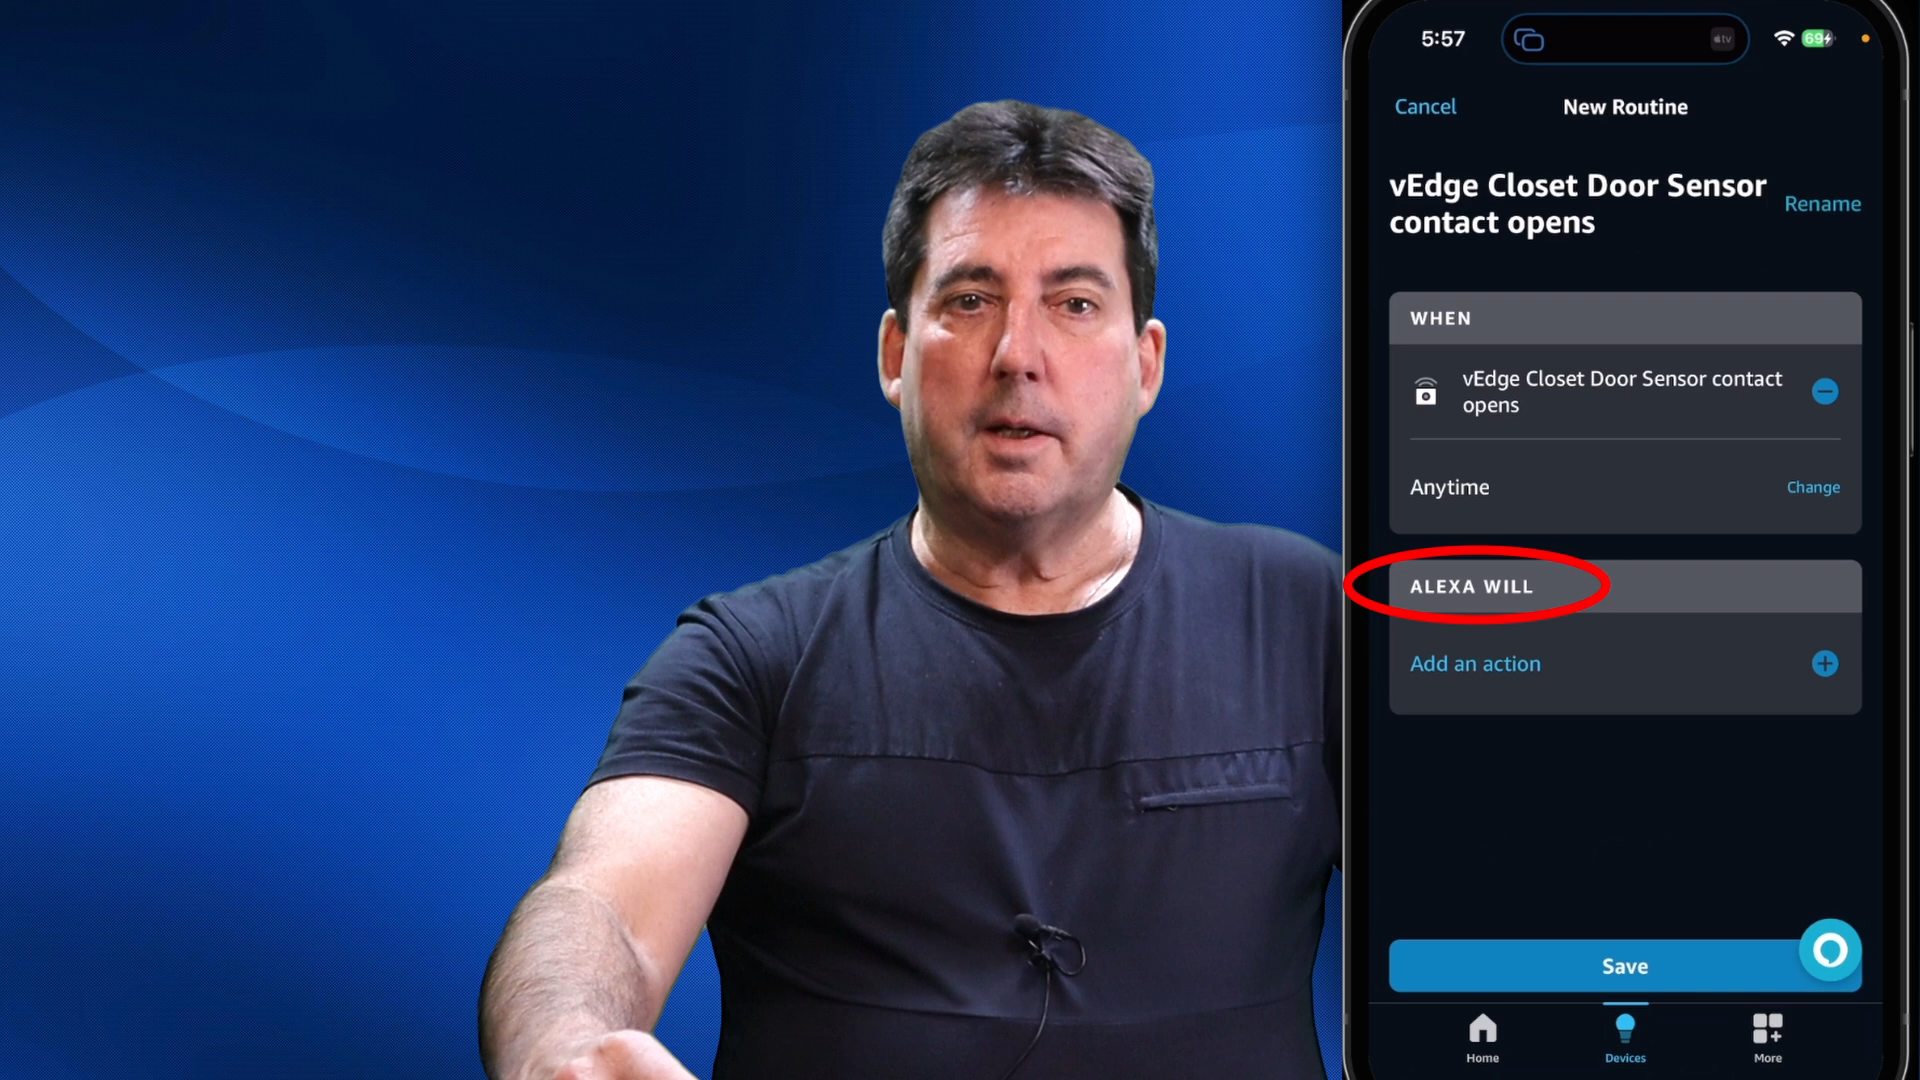 5:57
tv
69
Cancel
New Routine
vEdge Closet Door Sensor
contact opens
Rename
WHEN
vEdge Closet Door Sensor contact
opens
Anytime
Change
ALEXA WILL
Add an action
Save
Home
Devices
More